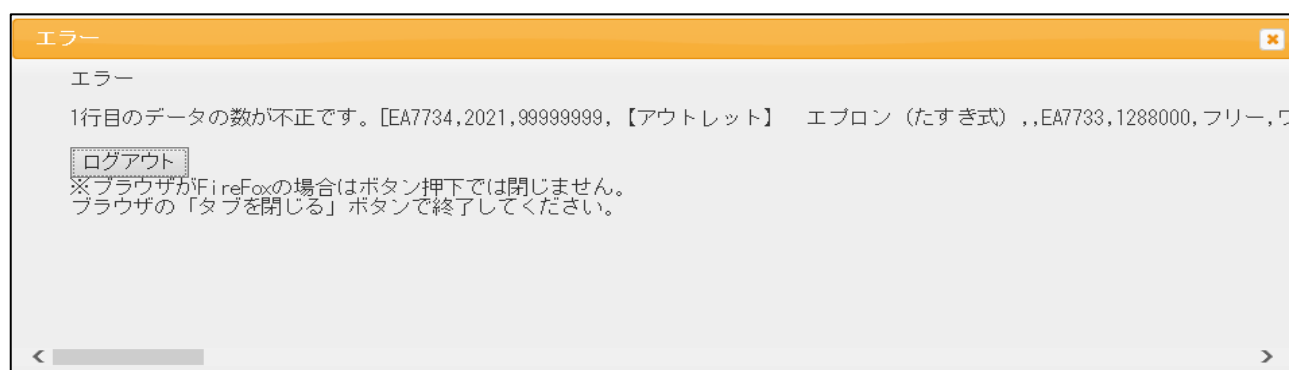 エラー
エラー
1行目のデータの数が不正です。[EA7734,2021,99999999,【アウトレット】　エプロン（たすき式）,,EA7733,1288000,フリー,ワ
ログアウト
※ブラウザがFireFoxの場合はボタン押下では閉じません。
ブラウザの「タブを閉じる」ボタンで終了してください。